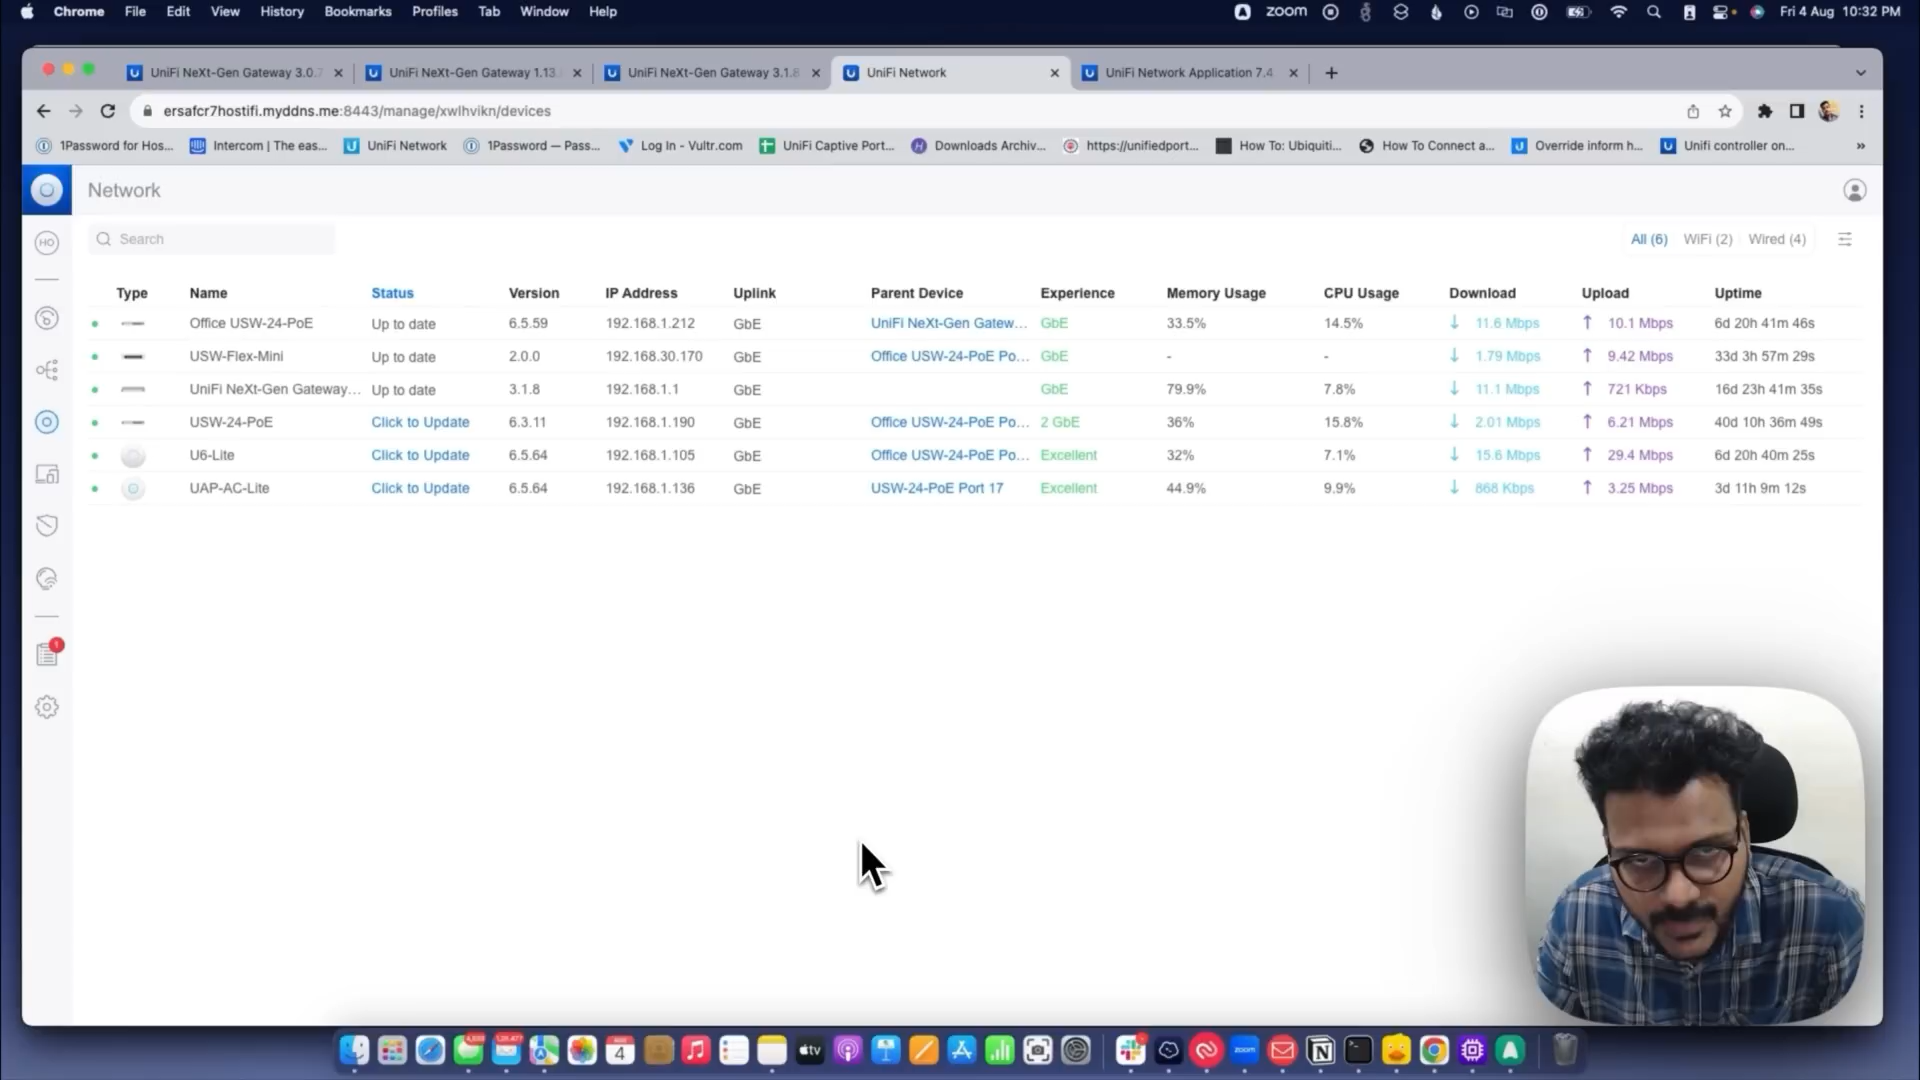 Chrome File Edit View History Bookmarks Profiles Tab Window Help zoom Fri 4 Aug 10:32 PM
UniFi NeXt-Gen Gateway 3.0.7 UniFi NeXt-Gen Gateway 1.13. UniFi NeXt-Gen Gateway 3.1.8 UniFi Network UniFi Network Application 7.4
ersafcr7hostifi.myddns.me:8443/manage/xwlhvikn/devices
1Password for Hos... Intercom | The eas... UniFi Network 1Password — Pass... Log In - Vultr.com UniFi Captive Port... Downloads Archiv... https://unifiedport... How To: Ubiquiti... How To Connect a... Override inform h... Unifi controller on... »
Network
HO
Search All (6) WiFi (2) Wired (4)
Type Name Status Version IP Address Uplink Parent Device Experience Memory Usage CPU Usage Download Upload Uptime
Office USW-24-PoE Up to date 6.5.59 192.168.1.212 GbE UniFi NeXt-Gen Gatew... GbE 33.5% 14.5% ↓ 11.6 Mbps ↑ 10.1 Mbps 6d 20h 41m 46s
USW-Flex-Mini Up to date 2.0.0 192.168.30.170 GbE Office USW-24-PoE Po... GbE - - ↓ 1.79 Mbps ↑ 9.42 Mbps 33d 3h 57m 29s
UniFi NeXt-Gen Gateway... Up to date 3.1.8 192.168.1.1 GbE GbE 79.9% 7.8% ↓ 11.1 Mbps ↑ 721 Kbps 16d 23h 41m 35s
USW-24-PoE Click to Update 6.3.11 192.168.1.190 GbE Office USW-24-PoE Po... 2 GbE 36% 15.8% ↓ 2.01 Mbps ↑ 6.21 Mbps 40d 10h 36m 49s
U6-Lite Click to Update 6.5.64 192.168.1.105 GbE Office USW-24-PoE Po... Excellent 32% 7.1% ↓ 15.6 Mbps ↑ 29.4 Mbps 6d 20h 40m 25s
UAP-AC-Lite Click to Update 6.5.64 192.168.1.136 GbE USW-24-PoE Port 17 Excellent 44.9% 9.9% ↓ 868 Kbps ↑ 3.25 Mbps 3d 11h 9m 12s
4 tv zoom